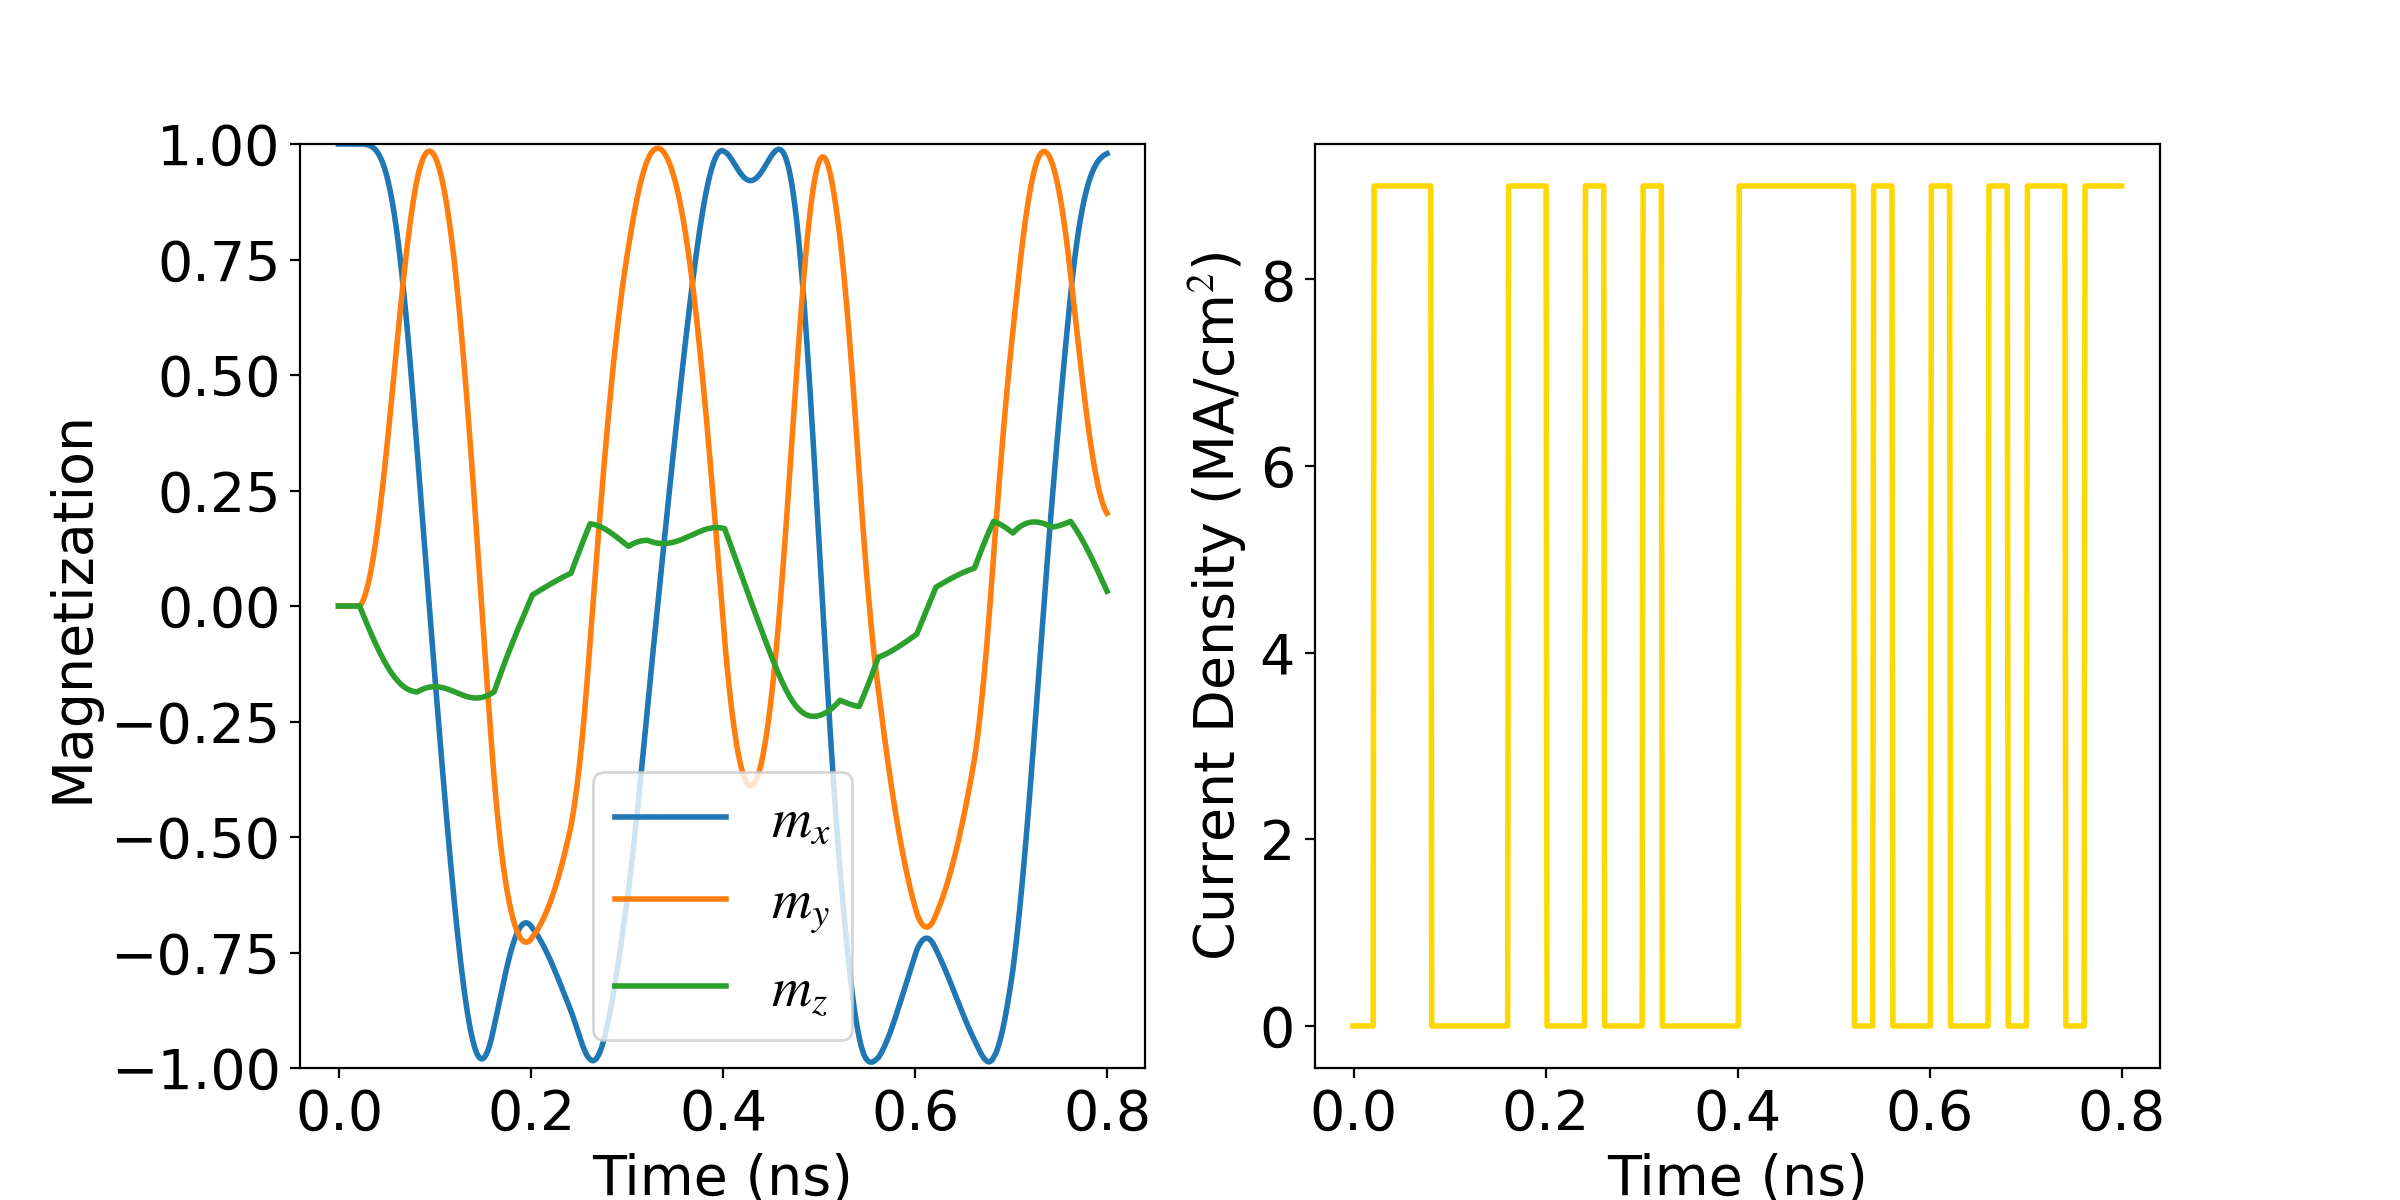 1.00
0.75
0.50
0.25
0.00
−0.25
−0.50
−0.75
−1.00
Magnetization
0.0 0.2 0.4 0.6 0.8
Time (ns)
m_x
m_y
m_z
8
6
4
2
0
Current Density (MA/cm²)
0.0 0.2 0.4 0.6 0.8
Time (ns)